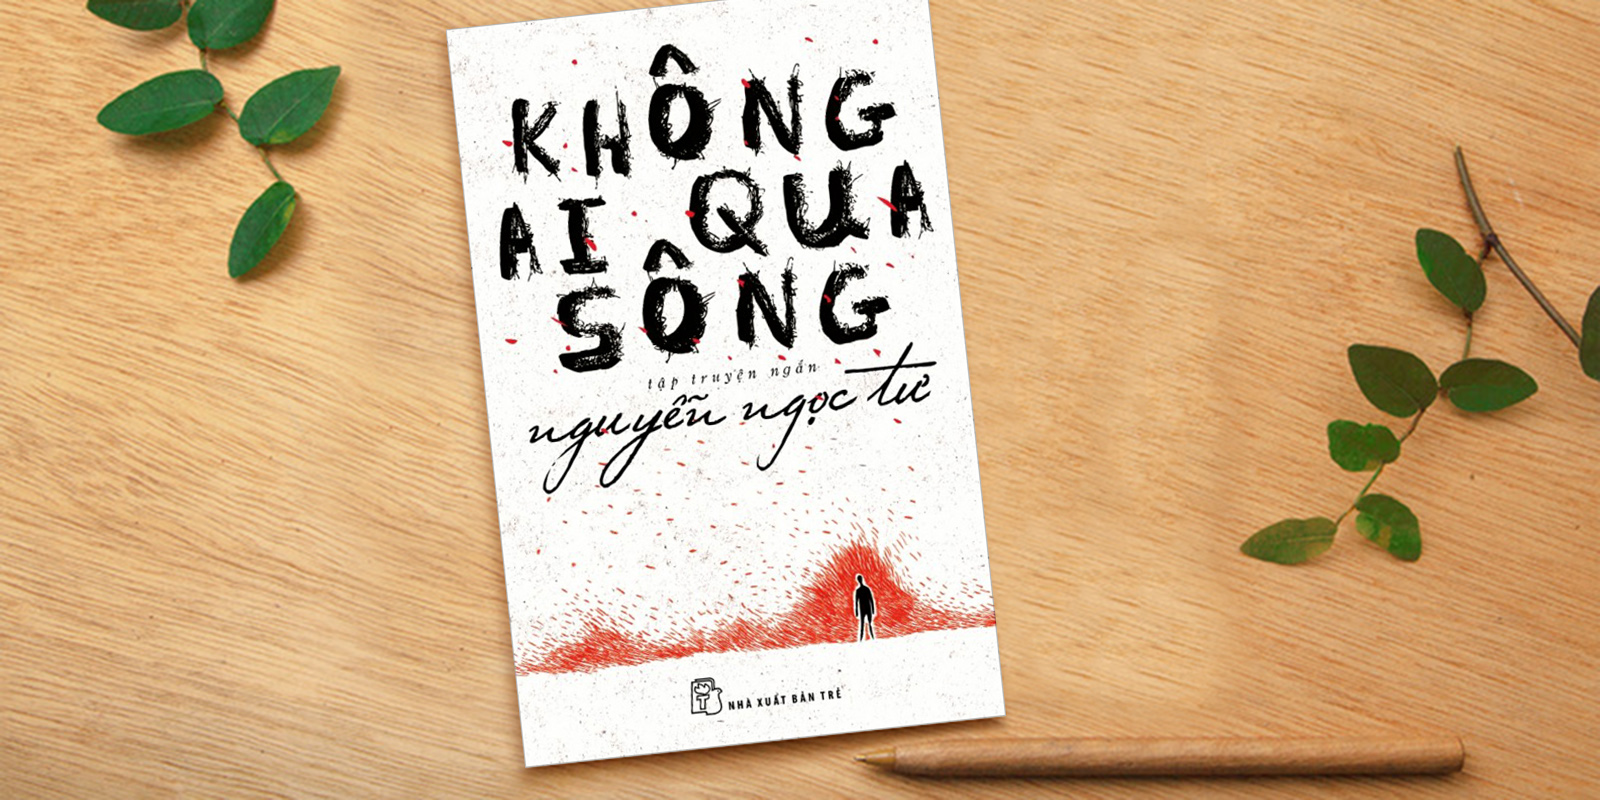 KHÔNG
AI QUA
SÔNG
tập truyện ngắn
nguyễn ngọc tư
T
NHÀ XUẤT BẢN TRẺ